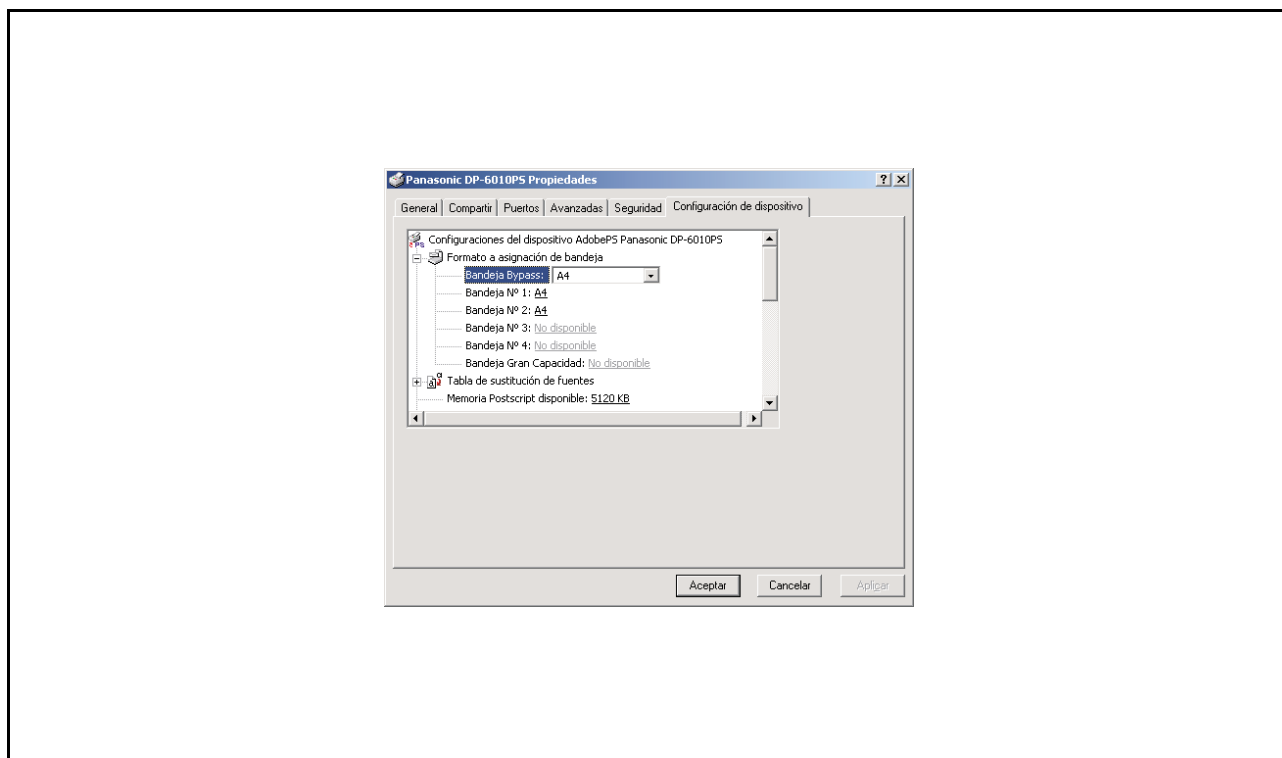 Panasonic DP-6010PS Propiedades
General Compartir Puertos Avanzadas Seguridad Configuración de dispositivo
Configuraciones del dispositivo AdobePS Panasonic DP-6010PS
Formato a asignación de bandeja
Bandeja Bypass: A4
Bandeja Nº 1: A4
Bandeja Nº 2: A4
Bandeja Nº 3: No disponible
Bandeja Nº 4: No disponible
Bandeja Gran Capacidad: No disponible
Tabla de sustitución de fuentes
Memoria Postscript disponible: 5120 KB
Aceptar Cancelar Aplicar